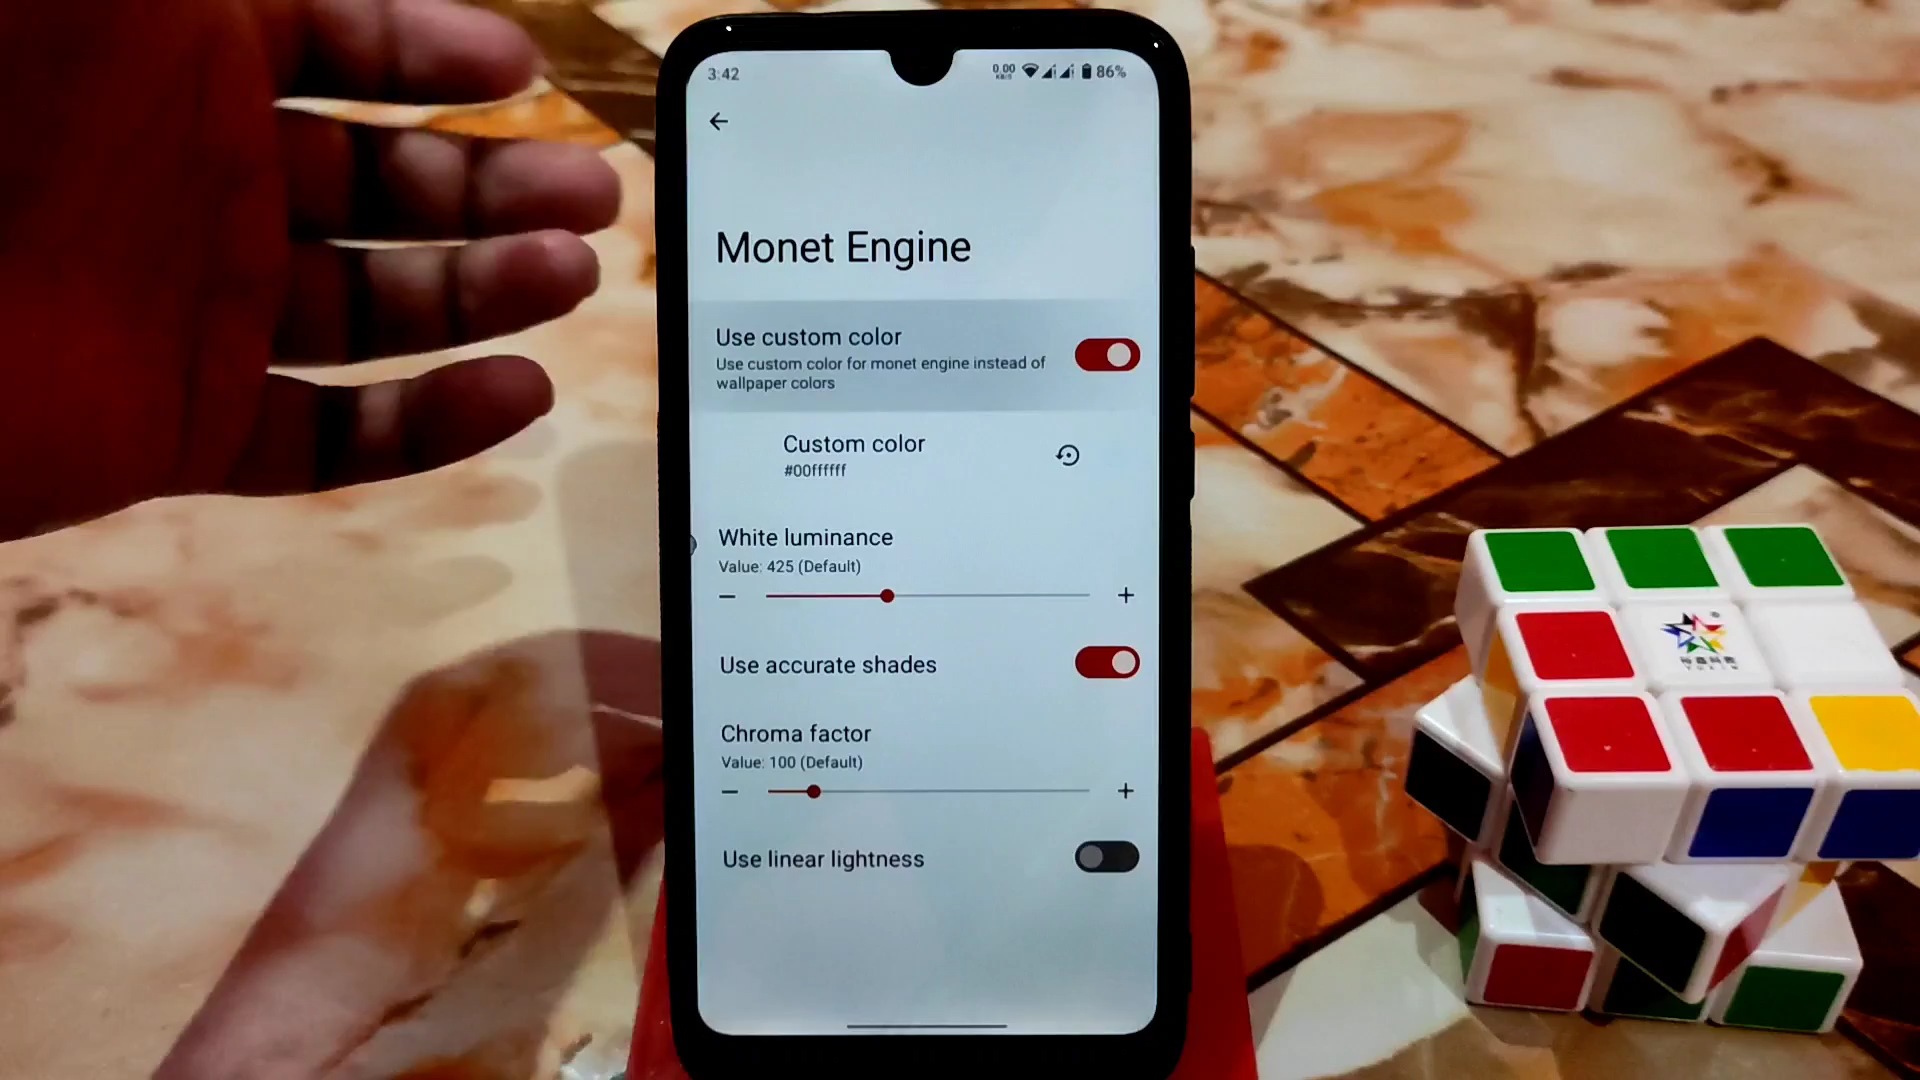 3:42
0.00
KB/S
86%
Monet Engine
Use custom color
Use custom color for monet engine instead of
wallpaper colors
Custom color
#00ffffff
White luminance
Value: 425 (Default)
Use accurate shades
Chroma factor
Value: 100 (Default)
Use linear lightness